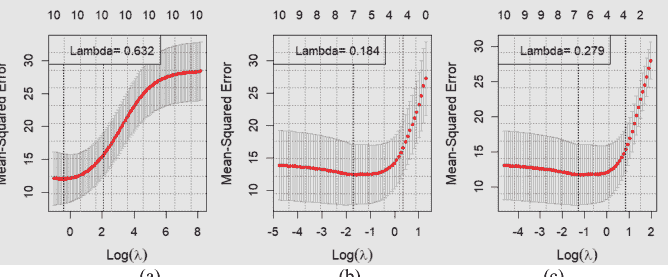 10 10 10 10 10 10 10
Lambda= 0.632
Mean-Squared Error
30
25
20
15
10
0 2 4 6 8
Log(λ)
(a)
10 9 9 8 7 5 4 4 0
Lambda= 0.184
Mean-Squared Error
30
25
20
15
10
-5 -4 -3 -2 -1 0 1
Log(λ)
(b)
10 9 9 7 6 4 4 2
Lambda= 0.279
Mean-Squared Error
30
25
20
15
10
-4 -3 -2 -1 0 1 2
Log(λ)
(c)